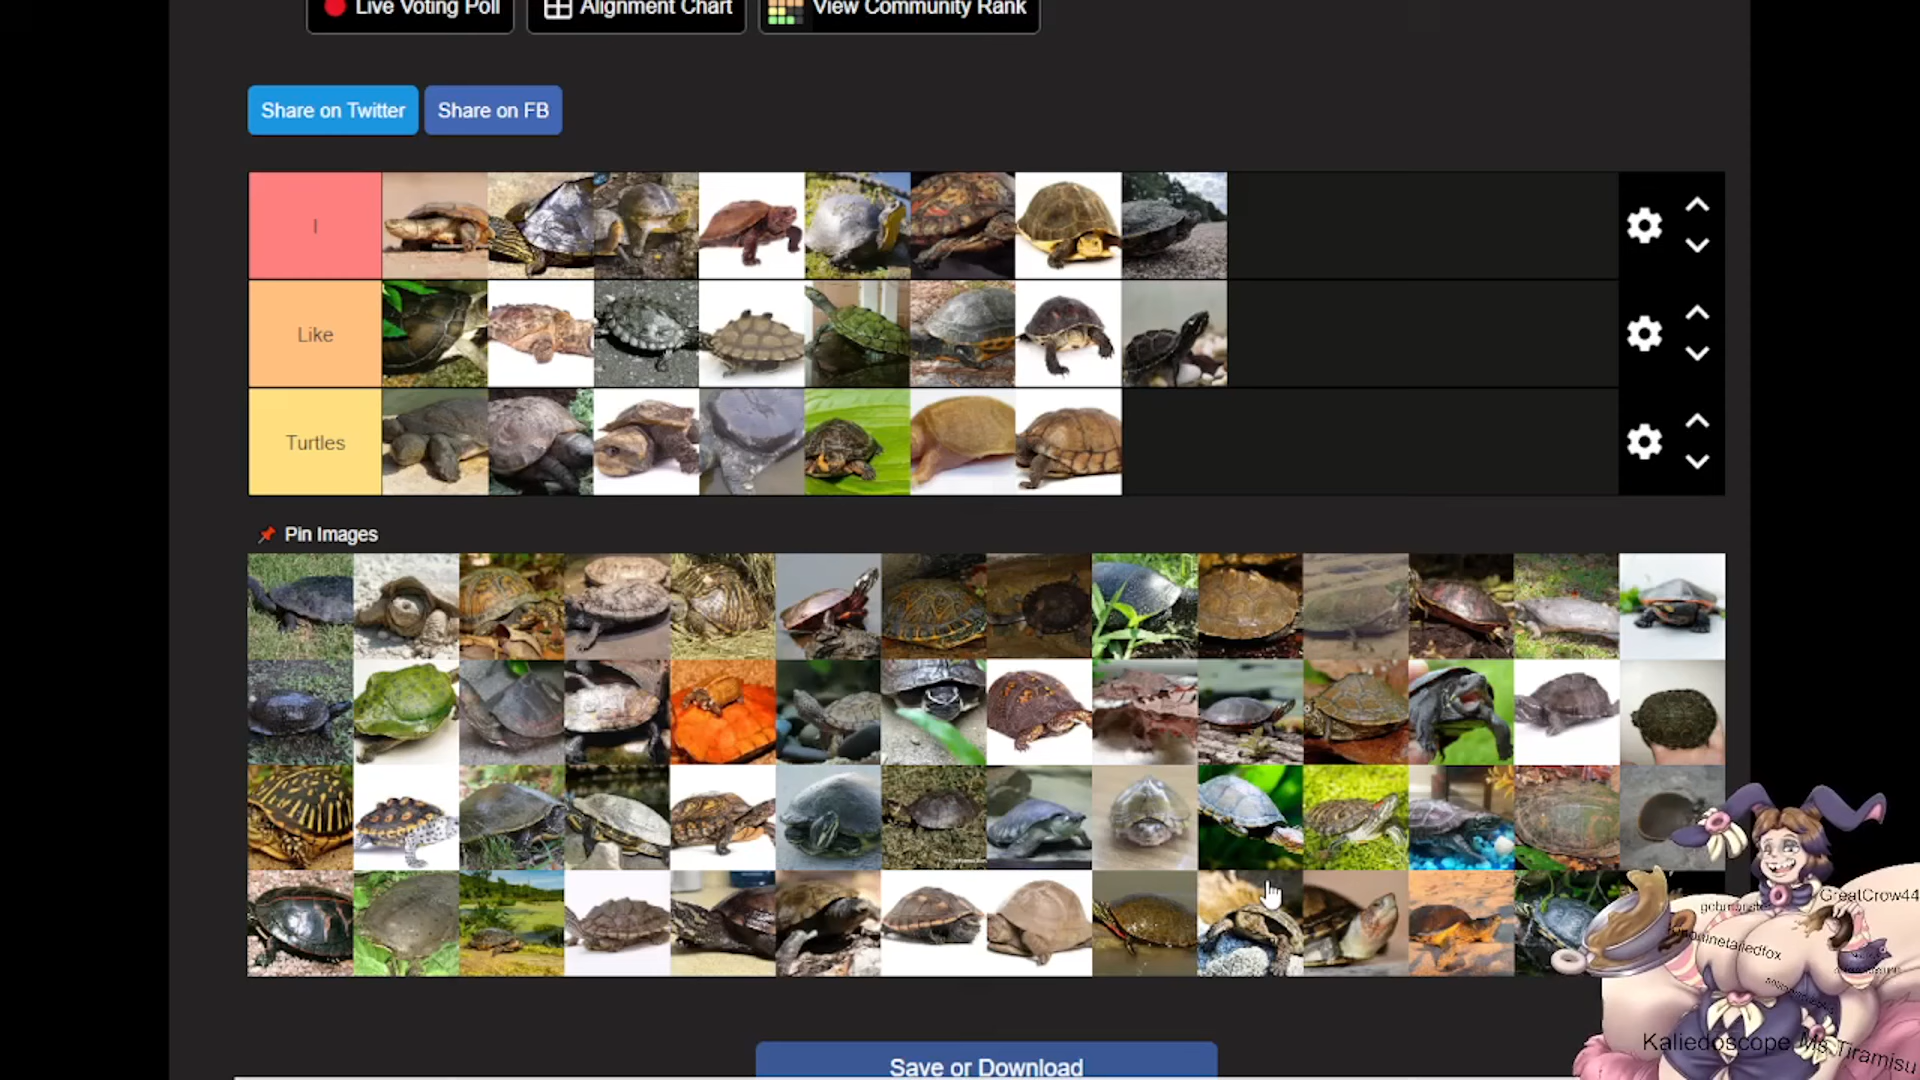 Live Voting Poll
Alignment Chart
View Community Rank
Share on Twitter
Share on FB
I
Like
Turtles
Pin Images
GreatCrow44
Kaliedoscope
Ms.Tiramisu
Save or Download